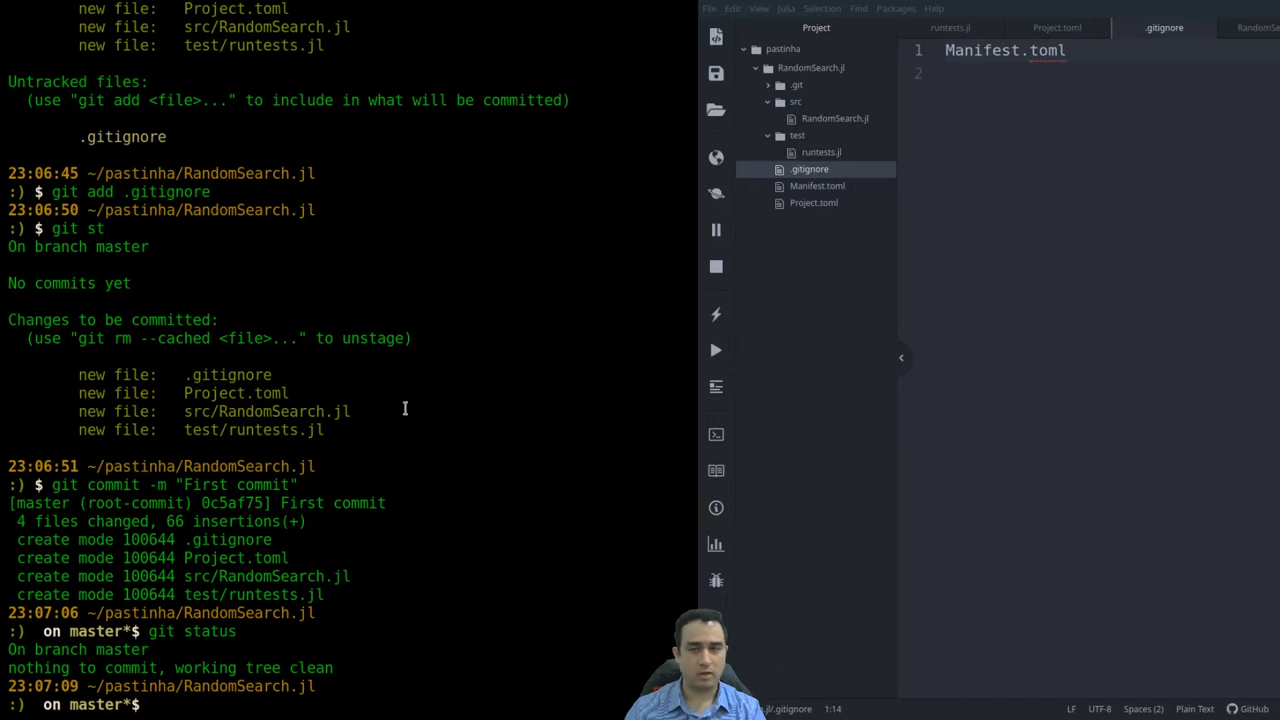 new file:   Project.toml
new file:   src/RandomSearch.jl
new file:   test/runtests.jl
Untracked files:
(use "git add <file>..." to include in what will be committed)
.gitignore
23:06:45 ~/pastinha/RandomSearch.jl
:) $ git add .gitignore
23:06:50 ~/pastinha/RandomSearch.jl
:) $ git st
On branch master
No commits yet
Changes to be committed:
(use "git rm --cached <file>..." to unstage)
new file:   .gitignore
new file:   Project.toml
new file:   src/RandomSearch.jl
new file:   test/runtests.jl
23:06:51 ~/pastinha/RandomSearch.jl
:) $ git commit -m "First commit"
[master (root-commit) 0c5af75] First commit
4 files changed, 66 insertions(+)
create mode 100644 .gitignore
create mode 100644 Project.toml
create mode 100644 src/RandomSearch.jl
create mode 100644 test/runtests.jl
23:07:06 ~/pastinha/RandomSearch.jl
:)  on master*$ git status
On branch master
nothing to commit, working tree clean
23:07:09 ~/pastinha/RandomSearch.jl
:)  on master*$
File Edit View Julia Selection Find Packages Help
Project
pastinha
RandomSearch.jl
.git
src
RandomSearch.jl
test
runtests.jl
.gitignore
Manifest.toml
Project.toml
runtests.jl Project.toml .gitignore RandomSe
1 Manifest.toml
2
.jl/.gitignore 1:14 LF UTF-8 Spaces (2) Plain Text GitHub